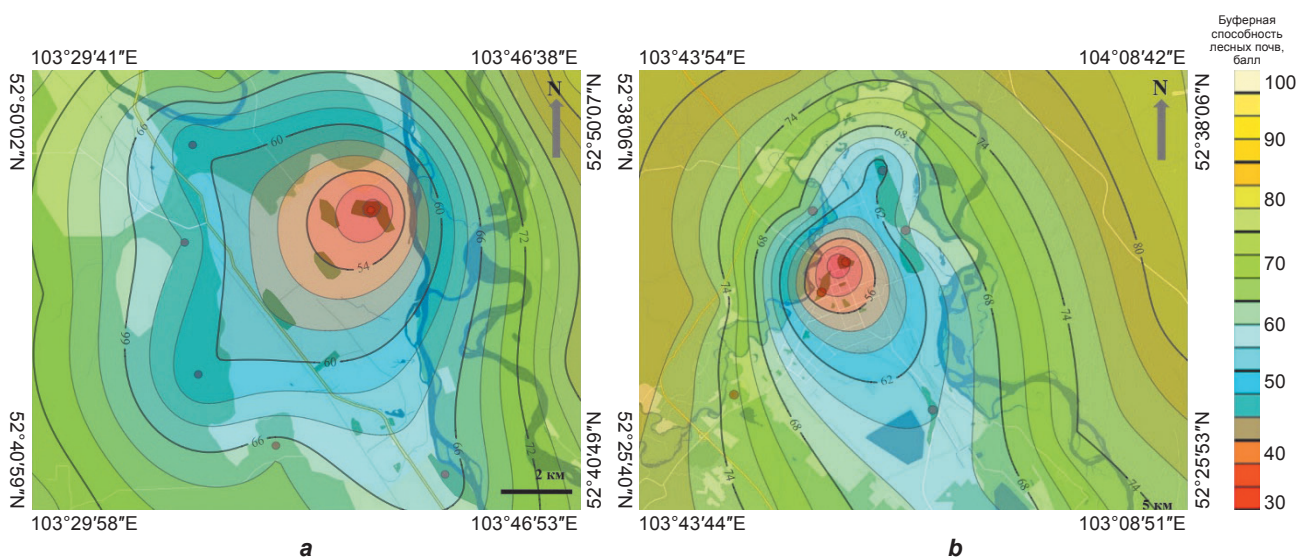 Буферная
способность
лесных почв,
балл
103°29′41″E
103°46′38″E
103°43′54″E
104°08′42″E
52°50′02″N
52°50′07″N
52°38′06″N
52°38′06″N
N
N
100
90
80
70
60
50
40
30
66
60
60
66
72
54
66
60
66
66
72
74
68
74
62
68
80
56
74
68
74
62
68
74
68
74
52°40′59″N
52°40′49″N
52°25′40″N
52°25′53″N
2 км
5 км
103°29′58″E
103°46′53″E
103°43′44″E
103°08′51″E
a
b